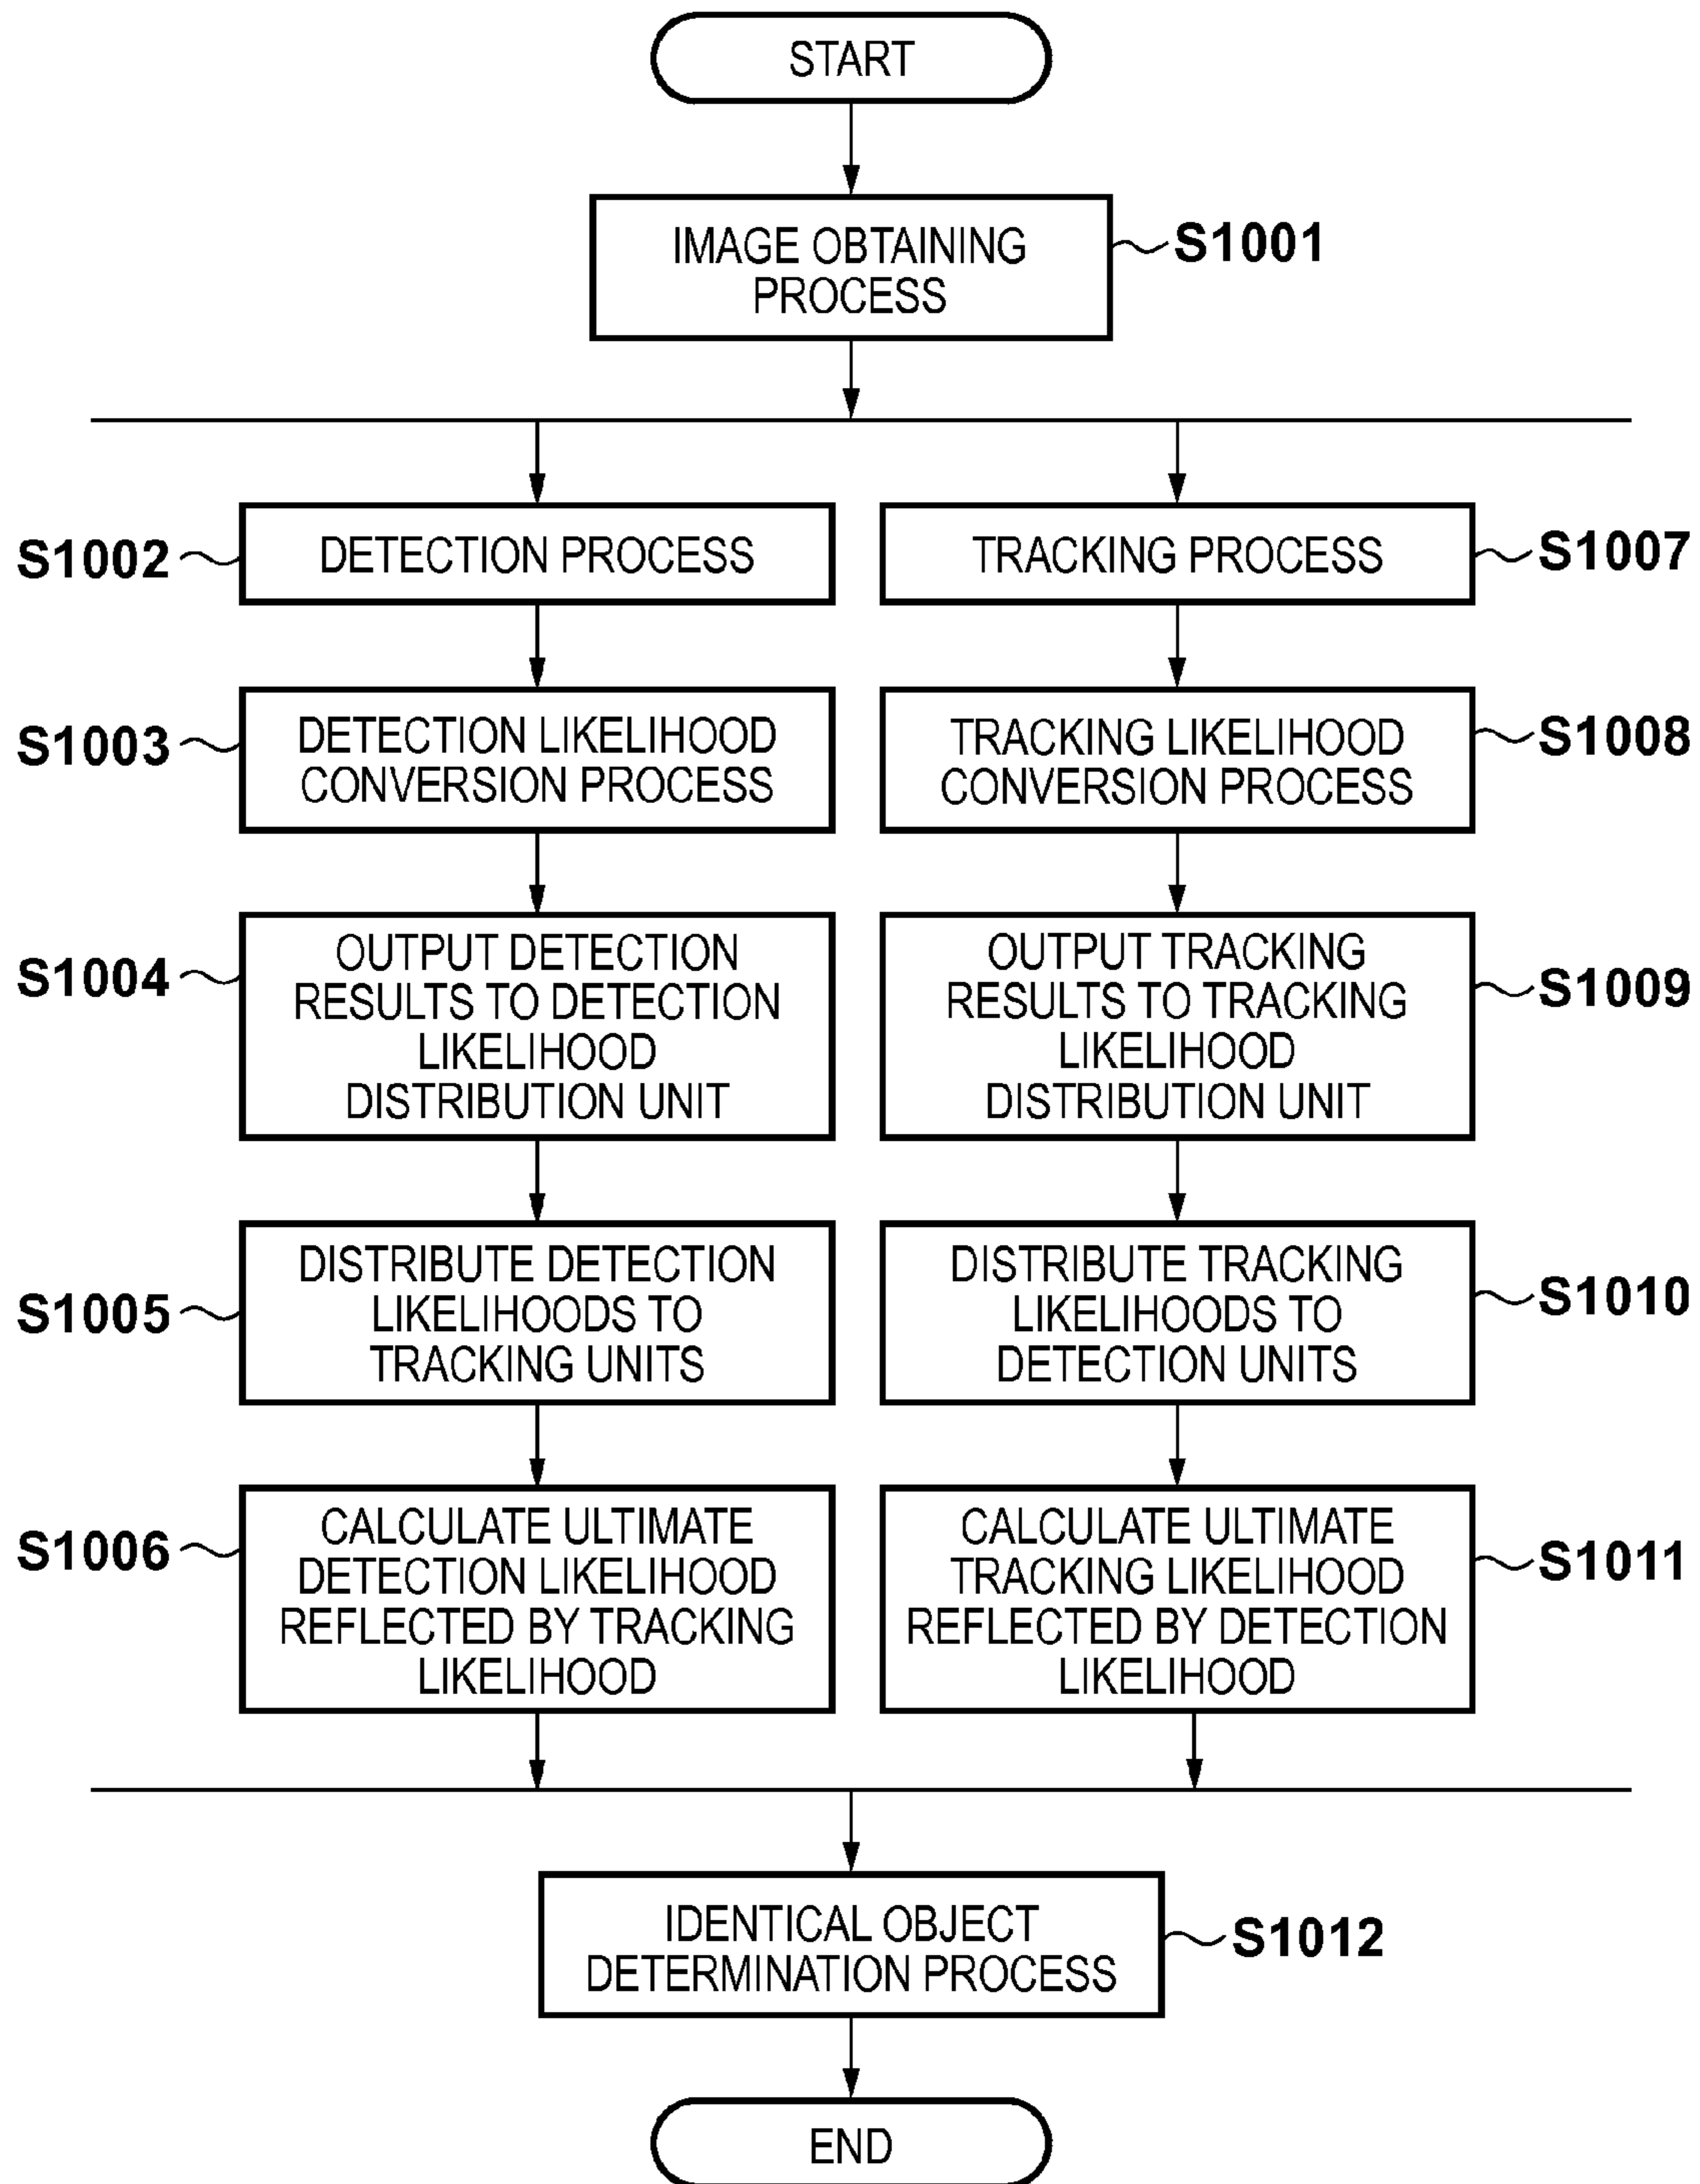 START
IMAGE OBTAINING
PROCESS
S1001
S1002
DETECTION PROCESS
S1003
DETECTION LIKELIHOOD
CONVERSION PROCESS
S1004
OUTPUT DETECTION
RESULTS TO DETECTION
LIKELIHOOD
DISTRIBUTION UNIT
S1005
DISTRIBUTE DETECTION
LIKELIHOODS TO
TRACKING UNITS
S1006
CALCULATE ULTIMATE
DETECTION LIKELIHOOD
REFLECTED BY TRACKING
LIKELIHOOD
TRACKING PROCESS
S1007
TRACKING LIKELIHOOD
CONVERSION PROCESS
S1008
OUTPUT TRACKING
RESULTS TO TRACKING
LIKELIHOOD
DISTRIBUTION UNIT
S1009
DISTRIBUTE TRACKING
LIKELIHOODS TO
DETECTION UNITS
S1010
CALCULATE ULTIMATE
TRACKING LIKELIHOOD
REFLECTED BY DETECTION
LIKELIHOOD
S1011
IDENTICAL OBJECT
DETERMINATION PROCESS
S1012
END